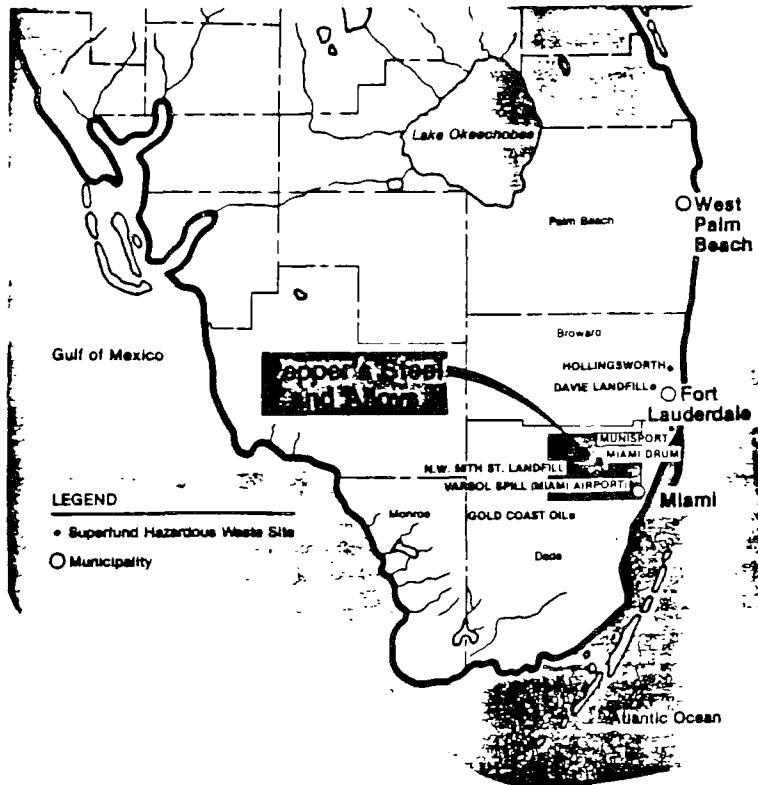 Lake Okeechobee
West
Palm
Beach
Palm Beach
Gulf of Mexico
Broward
HOLLINGSWORTH
DAVIE LANDFILL
Fort
Lauderdale
Steel
MUNISPORT
MIAMI DRUM
N.W. 58TH ST. LANDFILL
VARSOL SPILL (MIAMI AIRPORT)
Miami
LEGEND
Superfund Hazardous Waste Site
Municipality
Monroe
GOLD COAST OIL
Dade
Atlantic Ocean